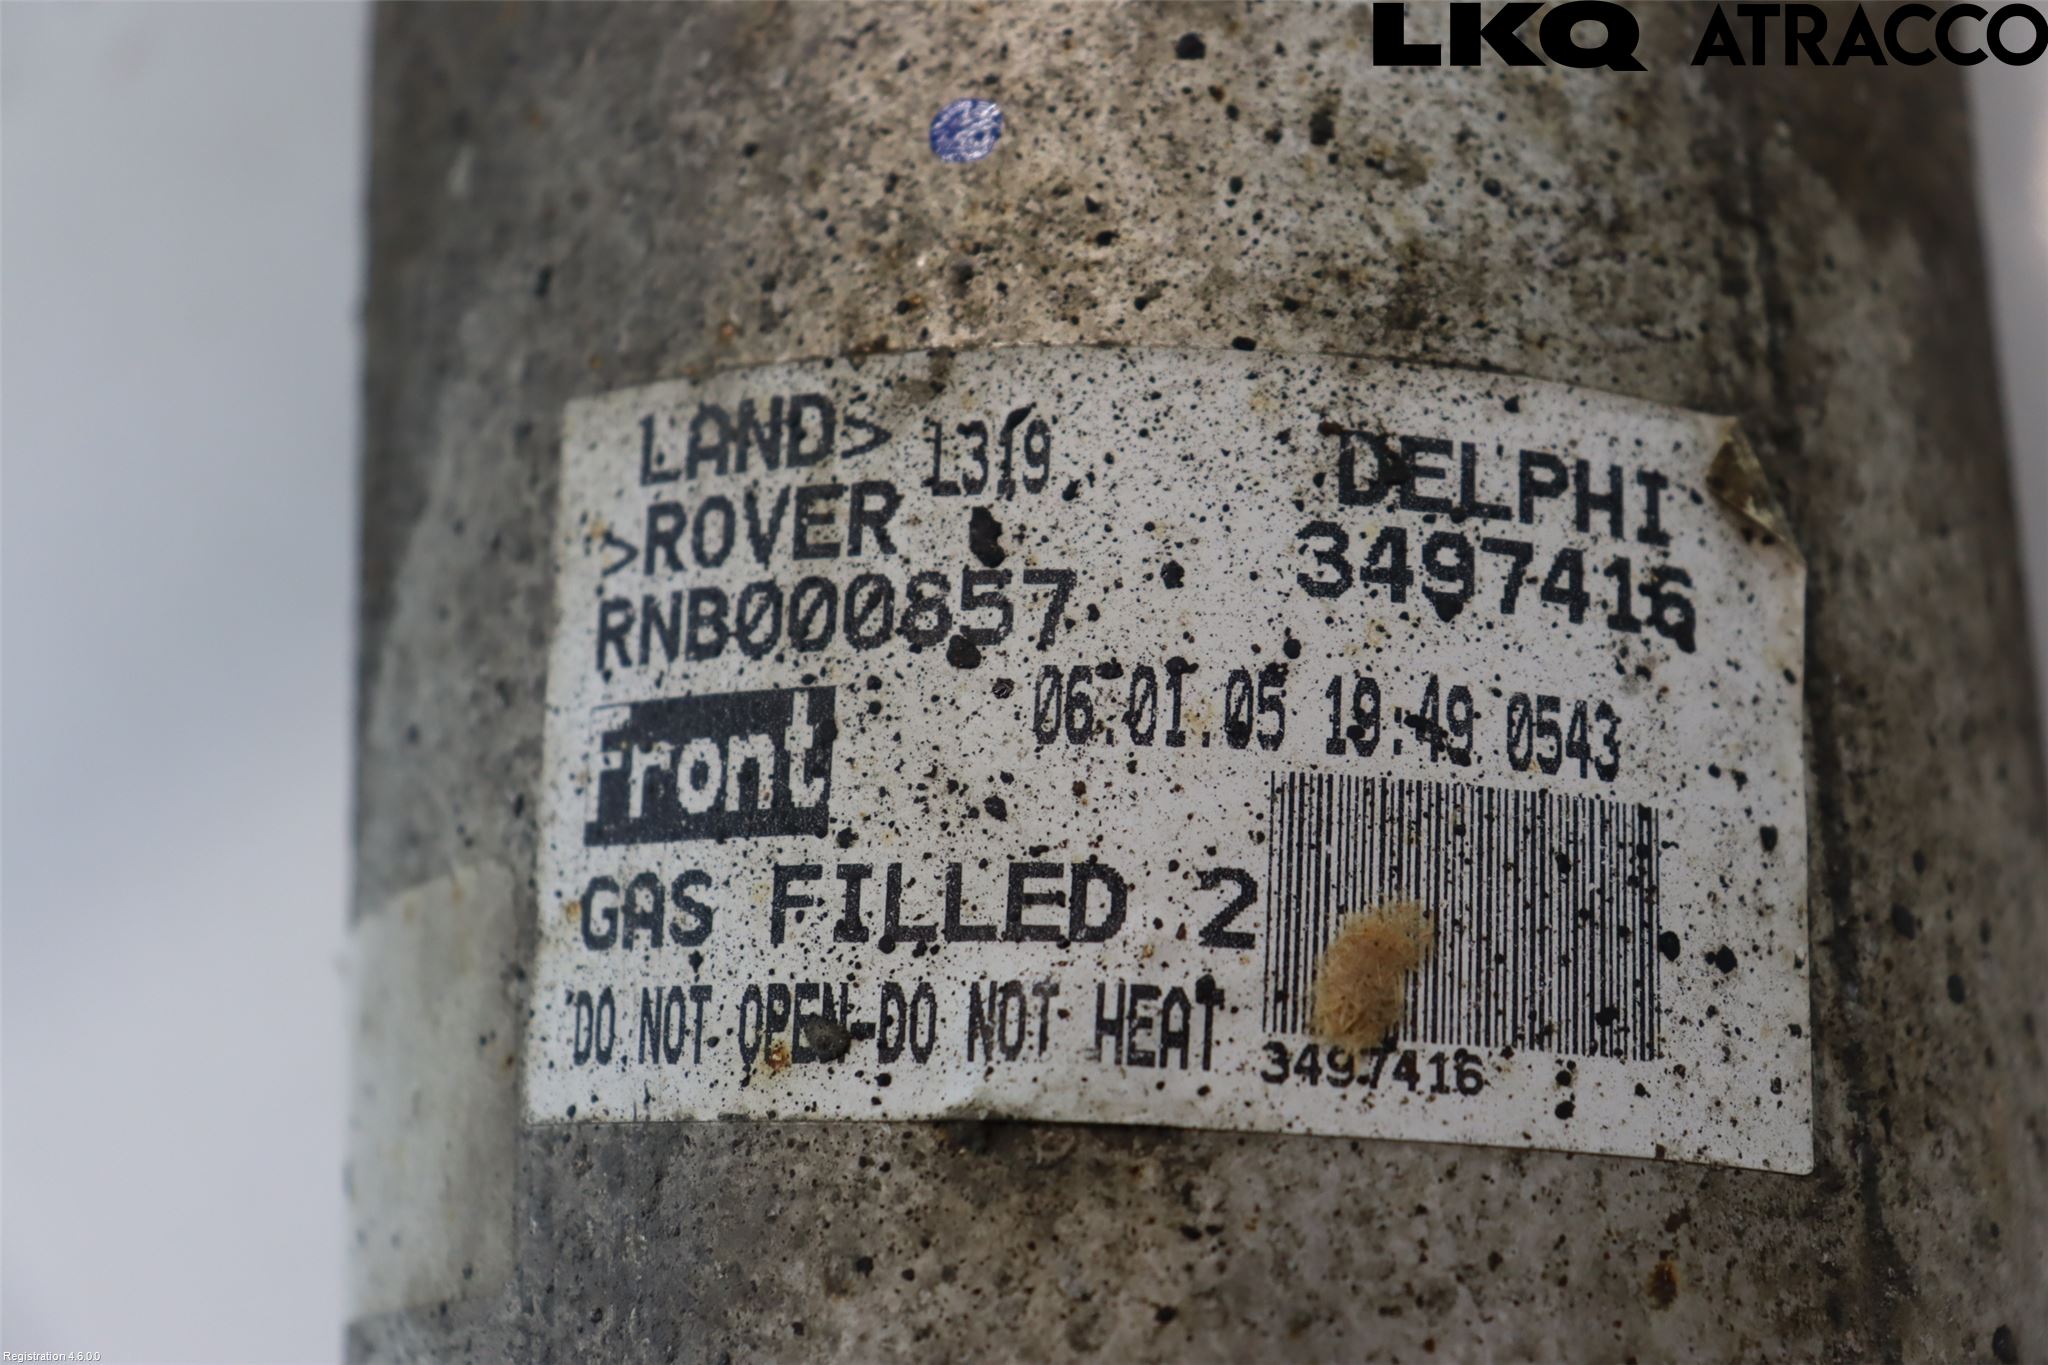 LKQ ATRACCO
LAND> L319
>ROVER
RNB000857
DELPHI
3497416
06.01.05 19:49 0543
Front
GAS FILLED 2
DO NOT OPEN-DO NOT HEAT
3497416
Registration 4.6.0.0